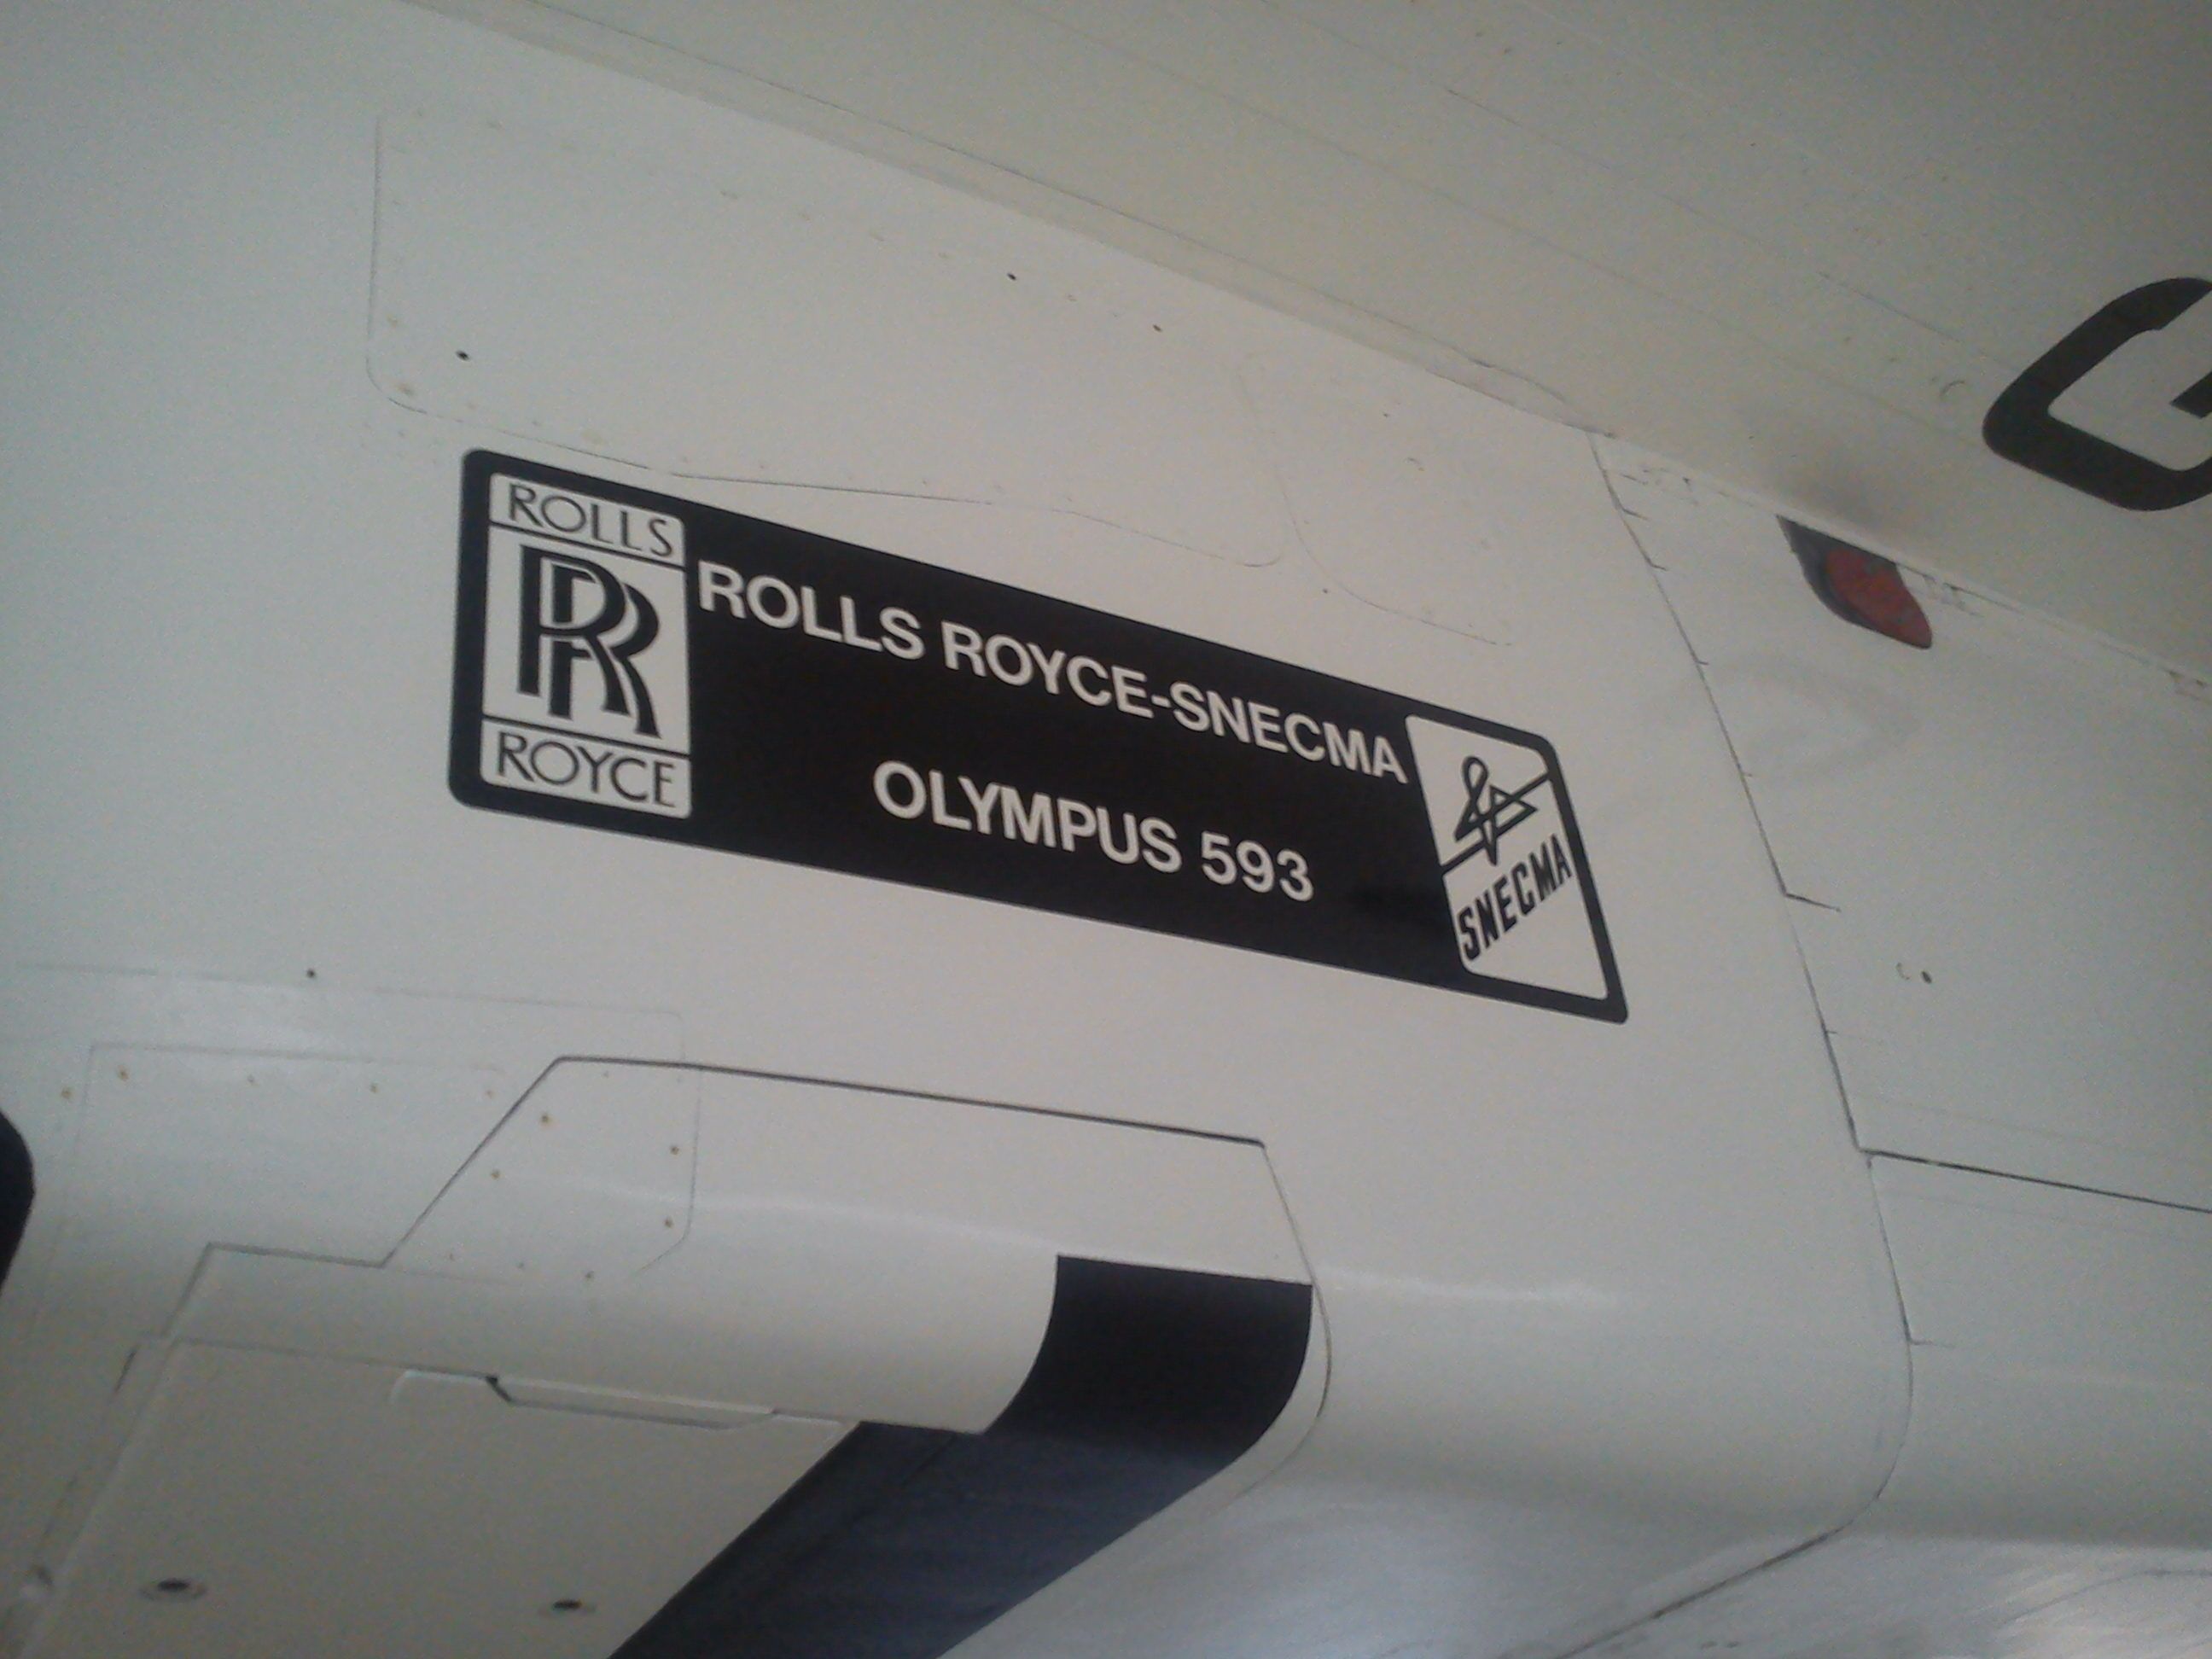 ROLLS
ROYCE
ROLLS ROYCE-SNECMA
OLYMPUS 593
SNECMA
G